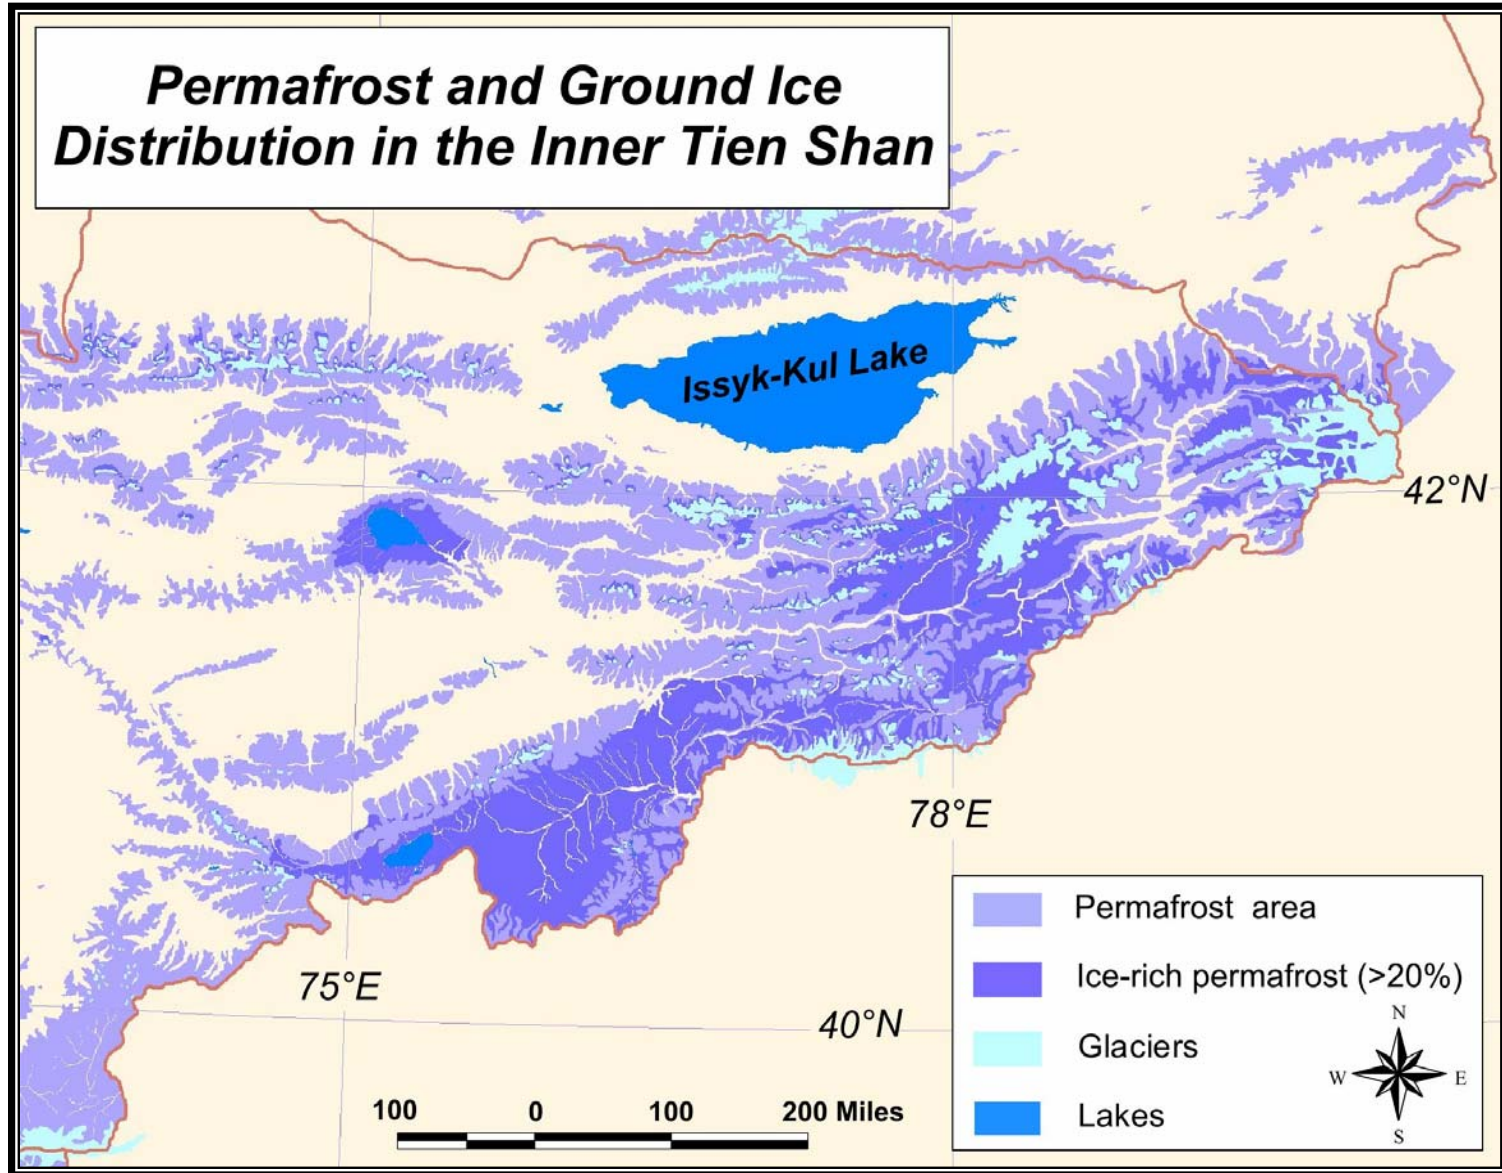 Permafrost and Ground Ice
Distribution in the Inner Tien Shan
Issyk-Kul Lake
42°N
78°E
75°E
40°N
100 0 100 200 Miles
Permafrost area
Ice-rich permafrost (>20%)
Glaciers
Lakes
N
W E
S